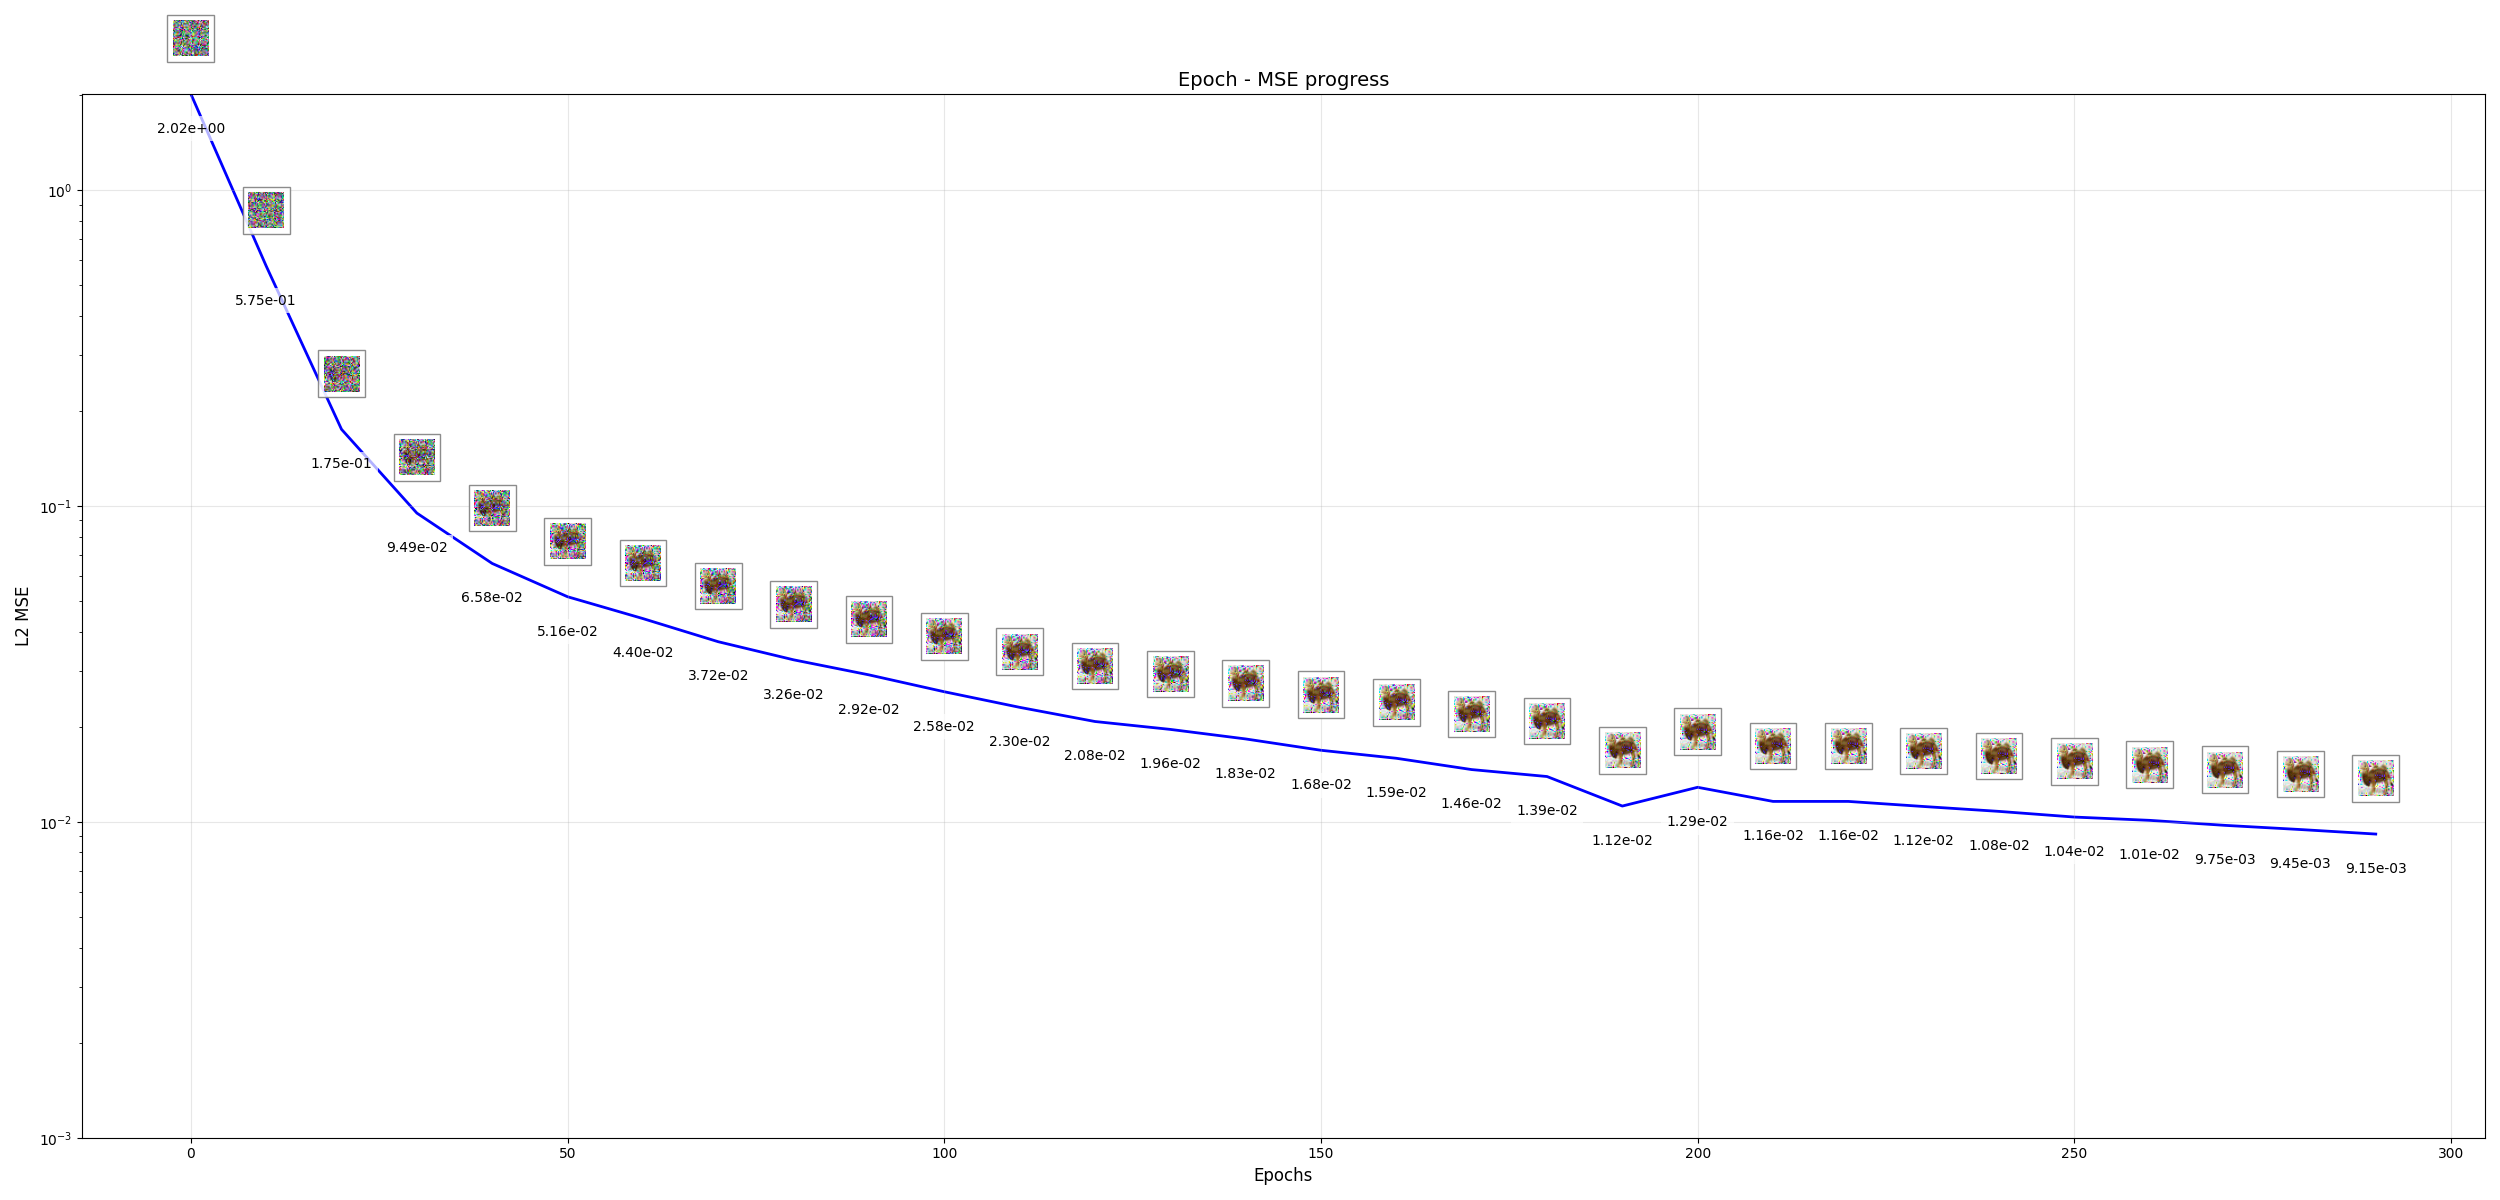 Epoch - MSE progress
L2 MSE
10⁰
10⁻¹
10⁻²
10⁻³
2.02e+00
5.75e-01
1.75e-01
9.49e-02
6.58e-02
5.16e-02
4.40e-02
3.72e-02
3.26e-02
2.92e-02
2.58e-02
2.30e-02
2.08e-02
1.96e-02
1.83e-02
1.68e-02
1.59e-02
1.46e-02
1.39e-02
1.12e-02
1.29e-02
1.16e-02
1.16e-02
1.12e-02
1.08e-02
1.04e-02
1.01e-02
9.75e-03
9.45e-03
9.15e-03
0 50 100 150 200 250 300
Epochs